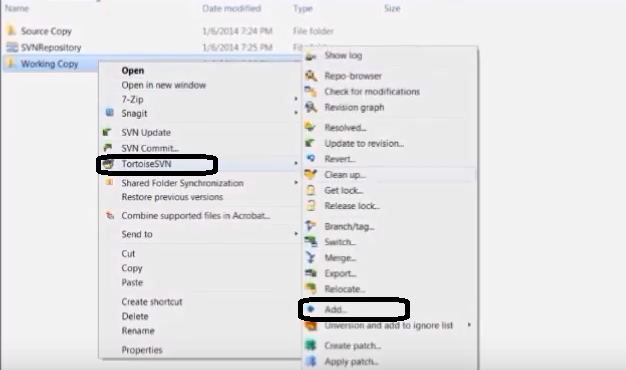 Name Date modified Type Size
Source Copy 1/6/2014 7:24 PM File folder
SVNRepository 1/6/2014 7:25 PM
Working Copy
Open
Open in new window
7-Zip
Snagit
SVN Update
SVN Commit...
TortoiseSVN
Shared Folder Synchronization
Restore previous versions
Combine supported files in Acrobat...
Send to
Cut
Copy
Paste
Create shortcut
Delete
Rename
Properties
Show log
Repo-browser
Check for modifications
Revision graph
Resolved...
Update to revision...
Revert...
Clean up...
Get lock...
Release lock...
Branch/tag...
Switch...
Merge...
Export...
Relocate...
Add...
Unversion and add to ignore list
Create patch...
Apply patch...